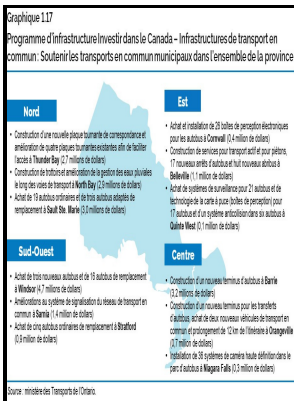 Graphique 1.17
Programme d'infrastructure Investir dans le Canada – Infrastructures de transport en
commun : Soutenir les transports en commun municipaux dans l'ensemble de la province
Nord
• Construction d'une nouvelle plaque tournante de correspondance et
amélioration de quatre plaques tournantes existantes afin de faciliter
l'accès à Thunder Bay (2,7 millions de dollars)
• Construction de trottoirs et amélioration de la gestion des eaux pluviales
le long des voies de transport à North Bay (2,9 millions de dollars)
• Achat de 19 autobus ordinaires et de trois autobus adaptés de
remplacement à Sault Ste. Marie (3,0 millions de dollars)
Est
• Achat et installation de 26 boîtes de perception électroniques
pour les autobus à Cornwall (0,4 million de dollars)
• Construction de services pour transport actif et pour piétons,
17 nouveaux arrêts d'autobus et huit nouveaux abribus à
Belleville (1,1 million de dollars)
• Achat de systèmes de surveillance pour 21 autobus et de
technologie de la carte à puce (boîtes de perception) pour
17 autobus et d'un système anticollision dans six autobus à
Quinte West (0,1 million de dollars)
Sud-Ouest
• Achat de trois nouveaux autobus et de 16 autobus de remplacement
à Windsor (4,7 millions de dollars)
• Améliorations au système de signalisation du réseau de transport en
commun à Sarnia (1,4 million de dollars)
• Achat de cinq autobus ordinaires de remplacement à Stratford
(0,9 million de dollars)
Centre
• Construction d'un nouveau terminus d'autobus à Barrie
(3,2 millions de dollars)
• Construction d'un nouveau terminus pour les transferts
d'autobus, achat de deux nouveaux véhicules de transport en
commun et prolongement de 12 km de l'itinéraire à Orangeville
(0,7 million de dollars)
• Installation de 36 systèmes de caméra haute définition dans le
parc d'autobus à Niagara Falls (0,3 million de dollars)
Source : ministère des Transports de l'Ontario.